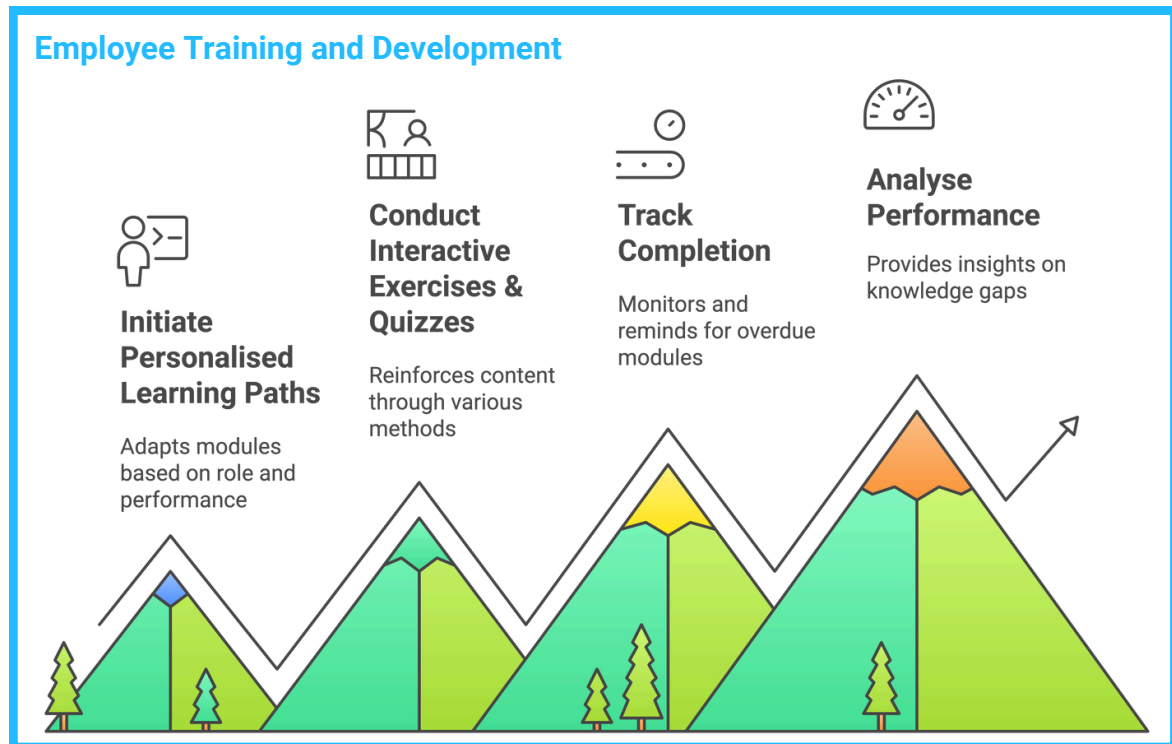 Employee Training and Development
Initiate
Personalised
Learning Paths
Adapts modules
based on role and
performance
Conduct
Interactive
Exercises &
Quizzes
Reinforces content
through various
methods
Track
Completion
Monitors and
reminds for overdue
modules
Analyse
Performance
Provides insights on
knowledge gaps